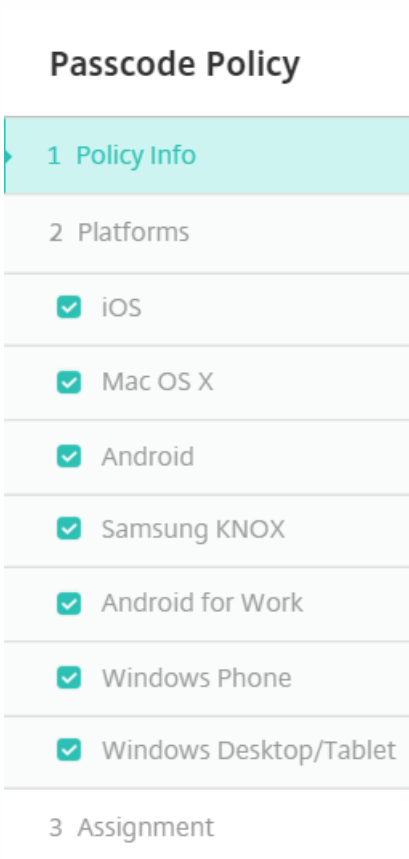 Passcode Policy
1 Policy Info
2 Platforms
iOS
Mac OS X
Android
Samsung KNOX
Android for Work
Windows Phone
Windows Desktop/Tablet
3 Assignment